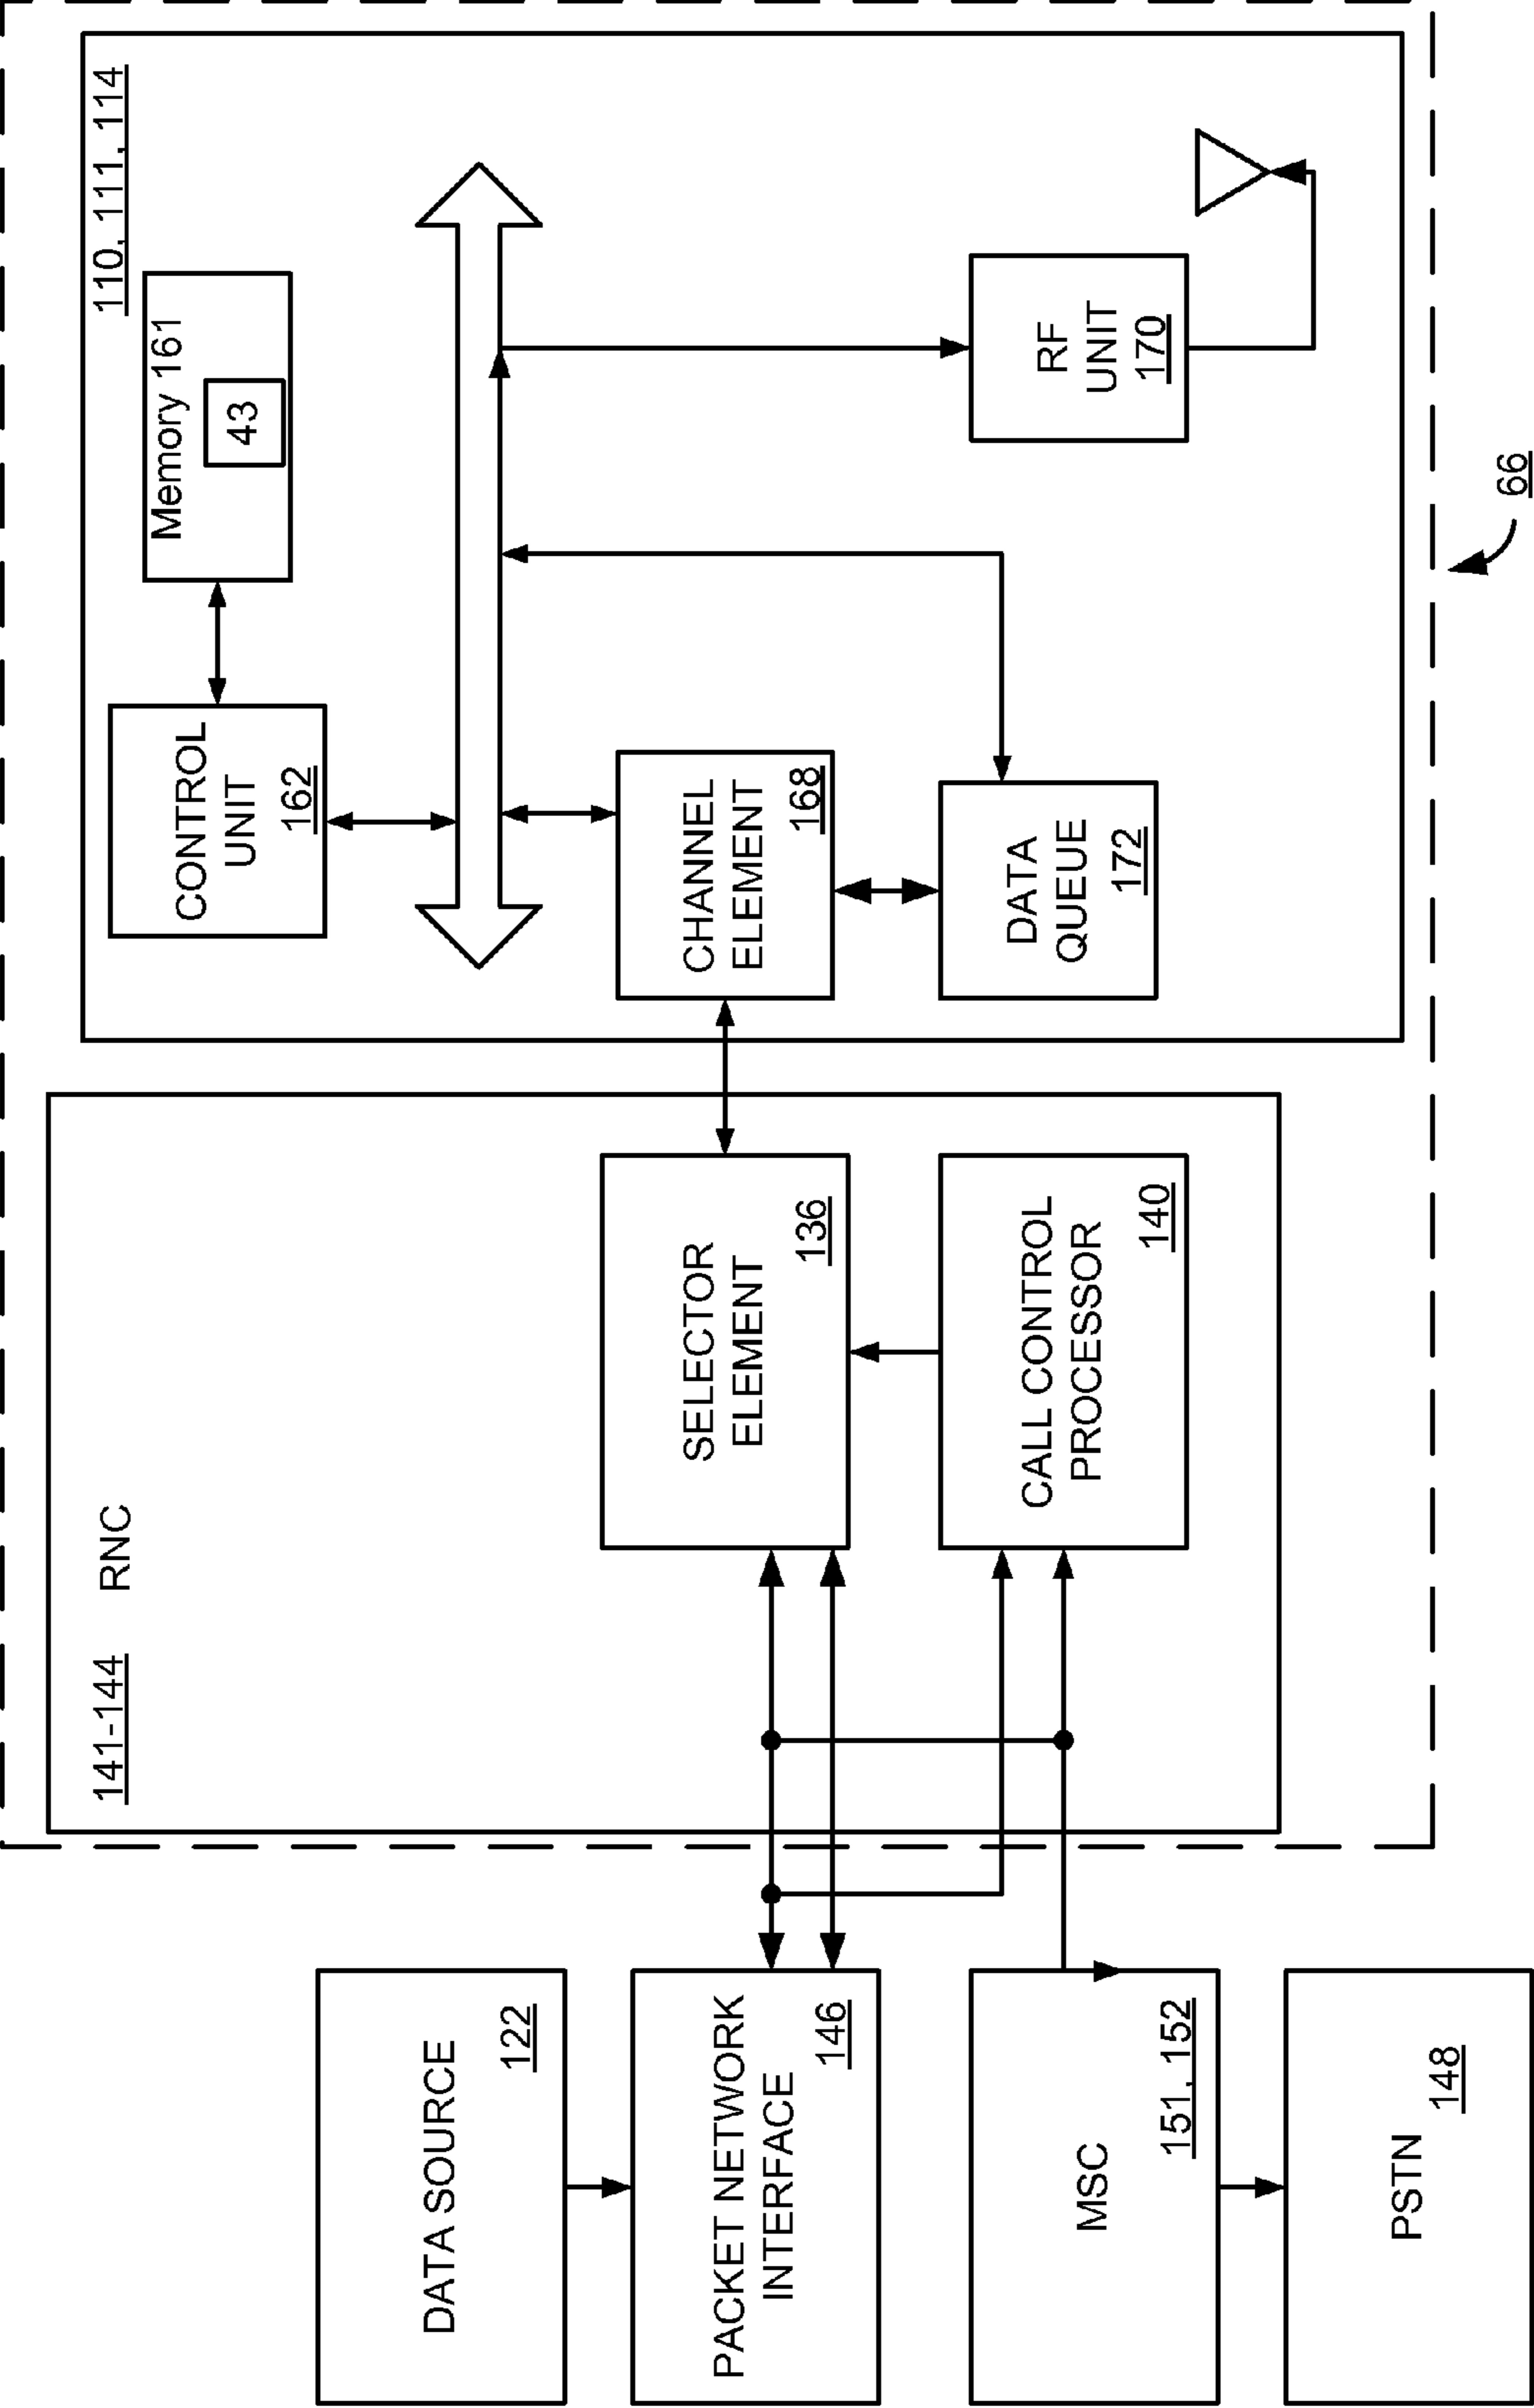 DATA SOURCE
122
PACKET NETWORK
INTERFACE
146
MSC
151, 152
PSTN
148
141-144
RNC
SELECTOR
ELEMENT
136
CALL CONTROL
PROCESSOR
140
110, 111, 114
CONTROL
UNIT
162
Memory 161
43
CHANNEL
ELEMENT
168
DATA
QUEUE
172
RF
UNIT
170
66